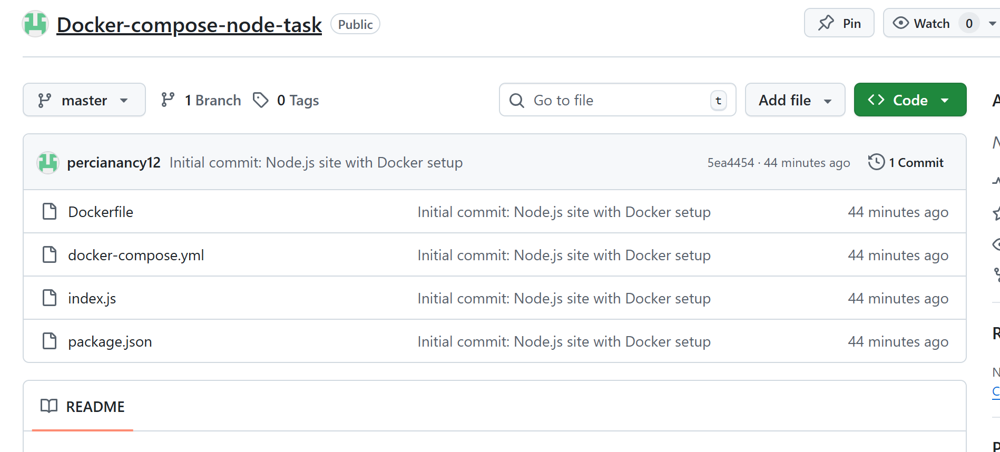 Docker-compose-node-task Public Pin Watch 0
master 1 Branch 0 Tags Go to file t Add file Code
percianancy12 Initial commit: Node.js site with Docker setup 5ea4454 · 44 minutes ago 1 Commit
Dockerfile Initial commit: Node.js site with Docker setup 44 minutes ago
docker-compose.yml Initial commit: Node.js site with Docker setup 44 minutes ago
index.js Initial commit: Node.js site with Docker setup 44 minutes ago
package.json Initial commit: Node.js site with Docker setup 44 minutes ago
README